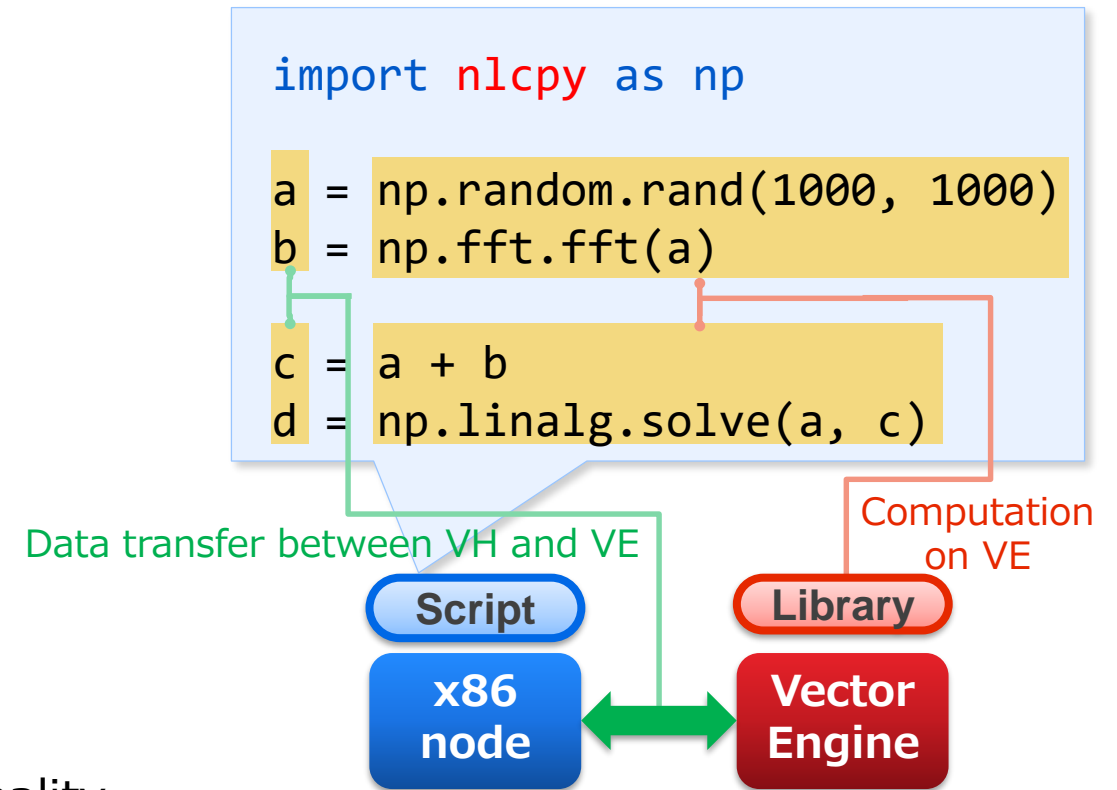 import nlcpy as np
a = np.random.rand(1000, 1000)
b = np.fft.fft(a)
c = a + b
d = np.linalg.solve(a, c)
Data transfer between VH and VE
Computation
on VE
Script
Library
x86
node
Vector
Engine